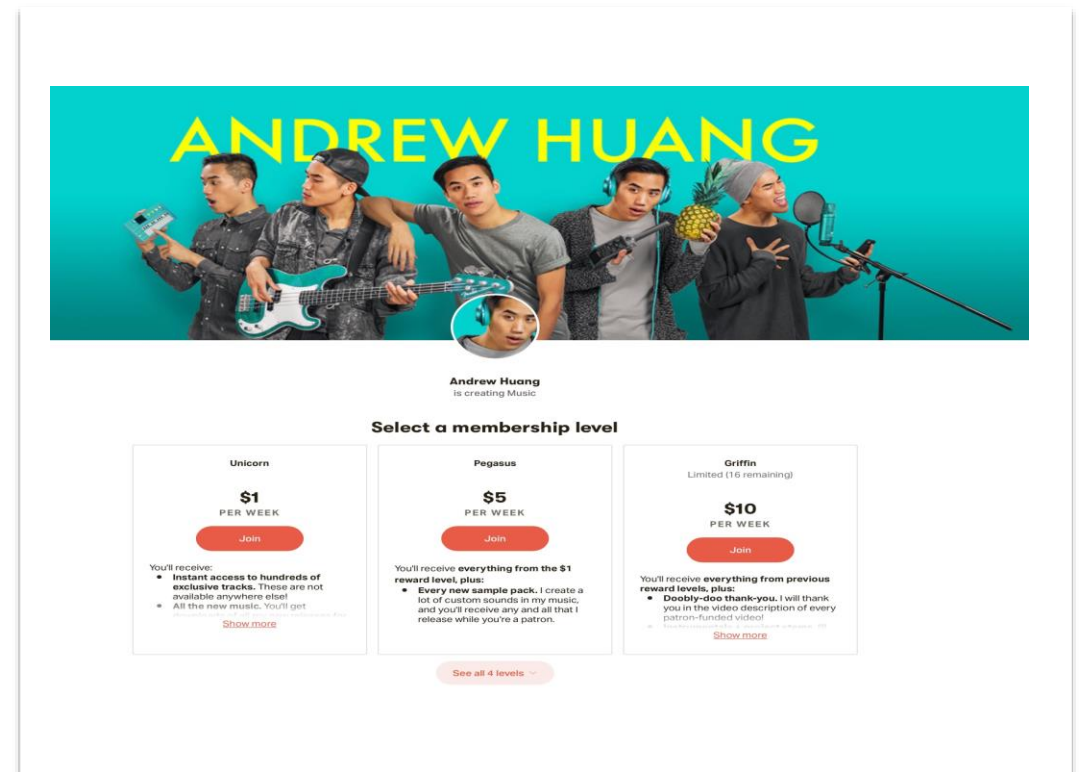 ANDREW HUANG
Andrew Huang
is creating Music
Select a membership level
Unicorn
$1
PER WEEK
Join
You'll receive:
• Instant access to hundreds of
exclusive tracks. These are not
available anywhere else!
• All the new music. You'll get
Show more
Pegasus
$5
PER WEEK
Join
You'll receive everything from the $1
reward level, plus:
• Every new sample pack. I create a
lot of custom sounds in my music,
and you'll receive any and all that I
release while you're a patron.
Griffin
Limited (16 remaining)
$10
PER WEEK
Join
You'll receive everything from previous
reward levels, plus:
• Doobly-doo thank-you. I will thank
you in the video description of every
patron-funded video!
Show more
See all 4 levels